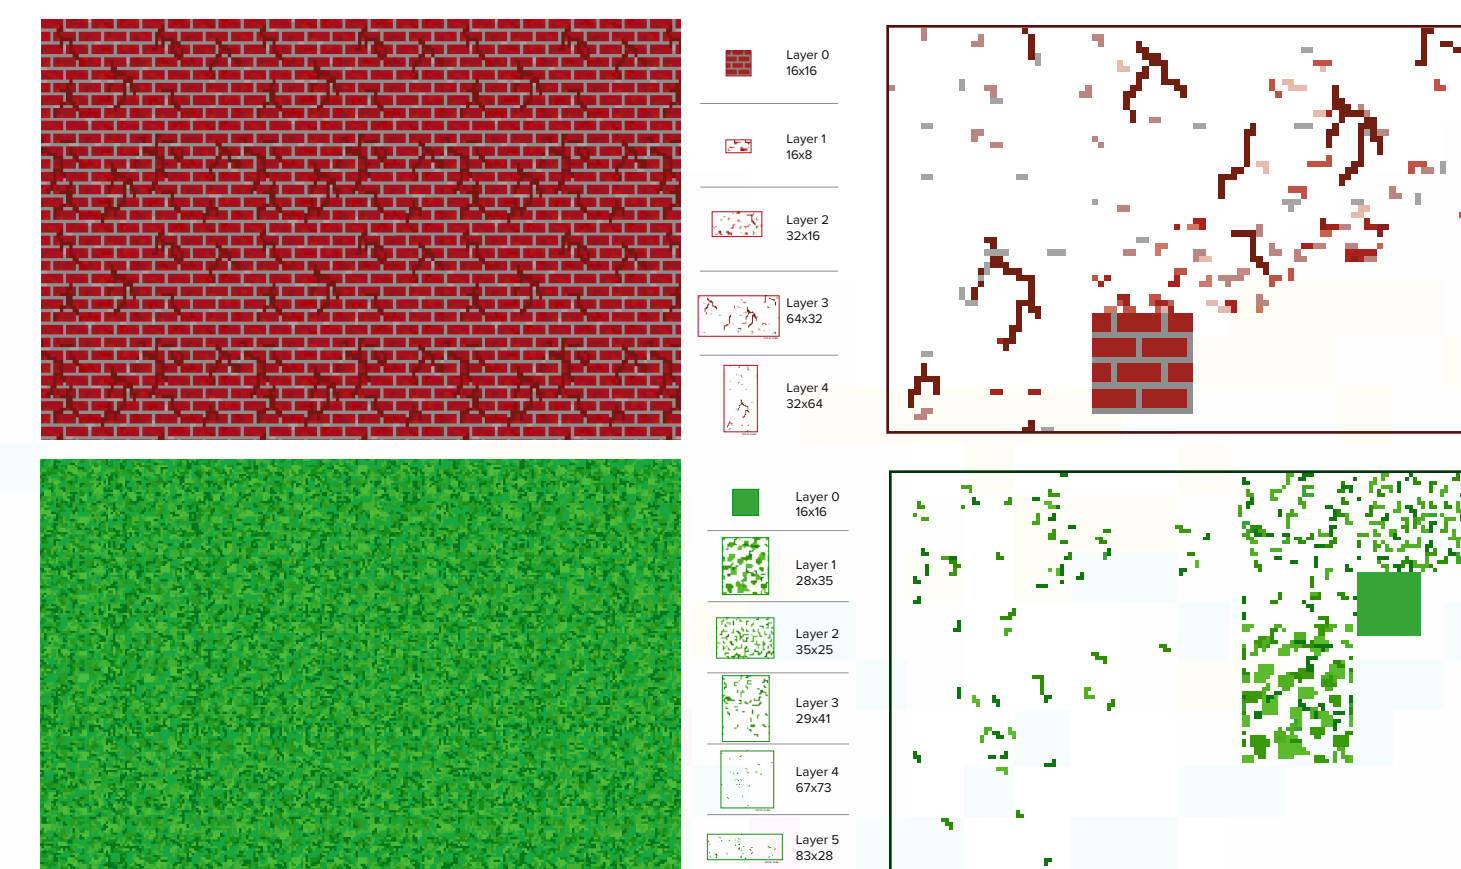 Layer 0
16x16
Layer 1
16x8
Layer 2
32x16
Layer 3
64x32
Layer 4
32x64
Layer 0
16x16
Layer 1
28x35
Layer 2
35x25
Layer 3
29x41
Layer 4
67x73
Layer 5
83x28